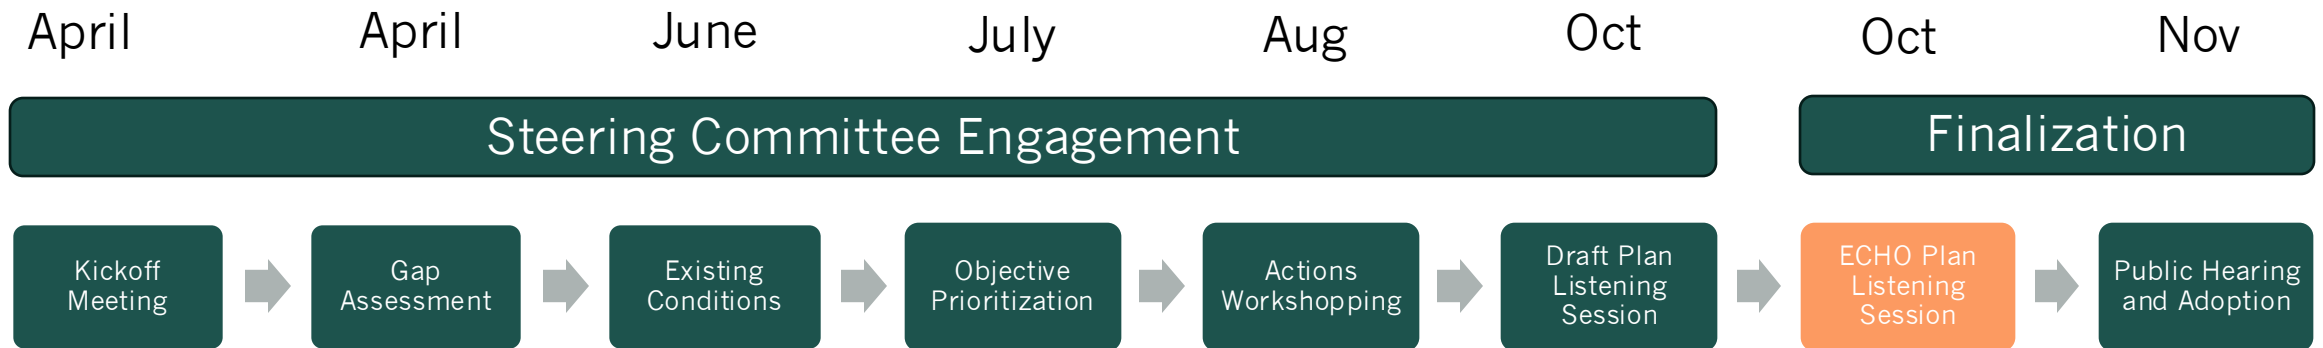 April
April
June
July
Aug
Oct
Oct
Nov
Steering Committee Engagement
Finalization
Kickoff
Meeting
Gap
Assessment
Existing
Conditions
Objective
Prioritization
Actions
Workshopping
Draft Plan
Listening
Session
ECHO Plan
Listening
Session
Public Hearing
and Adoption